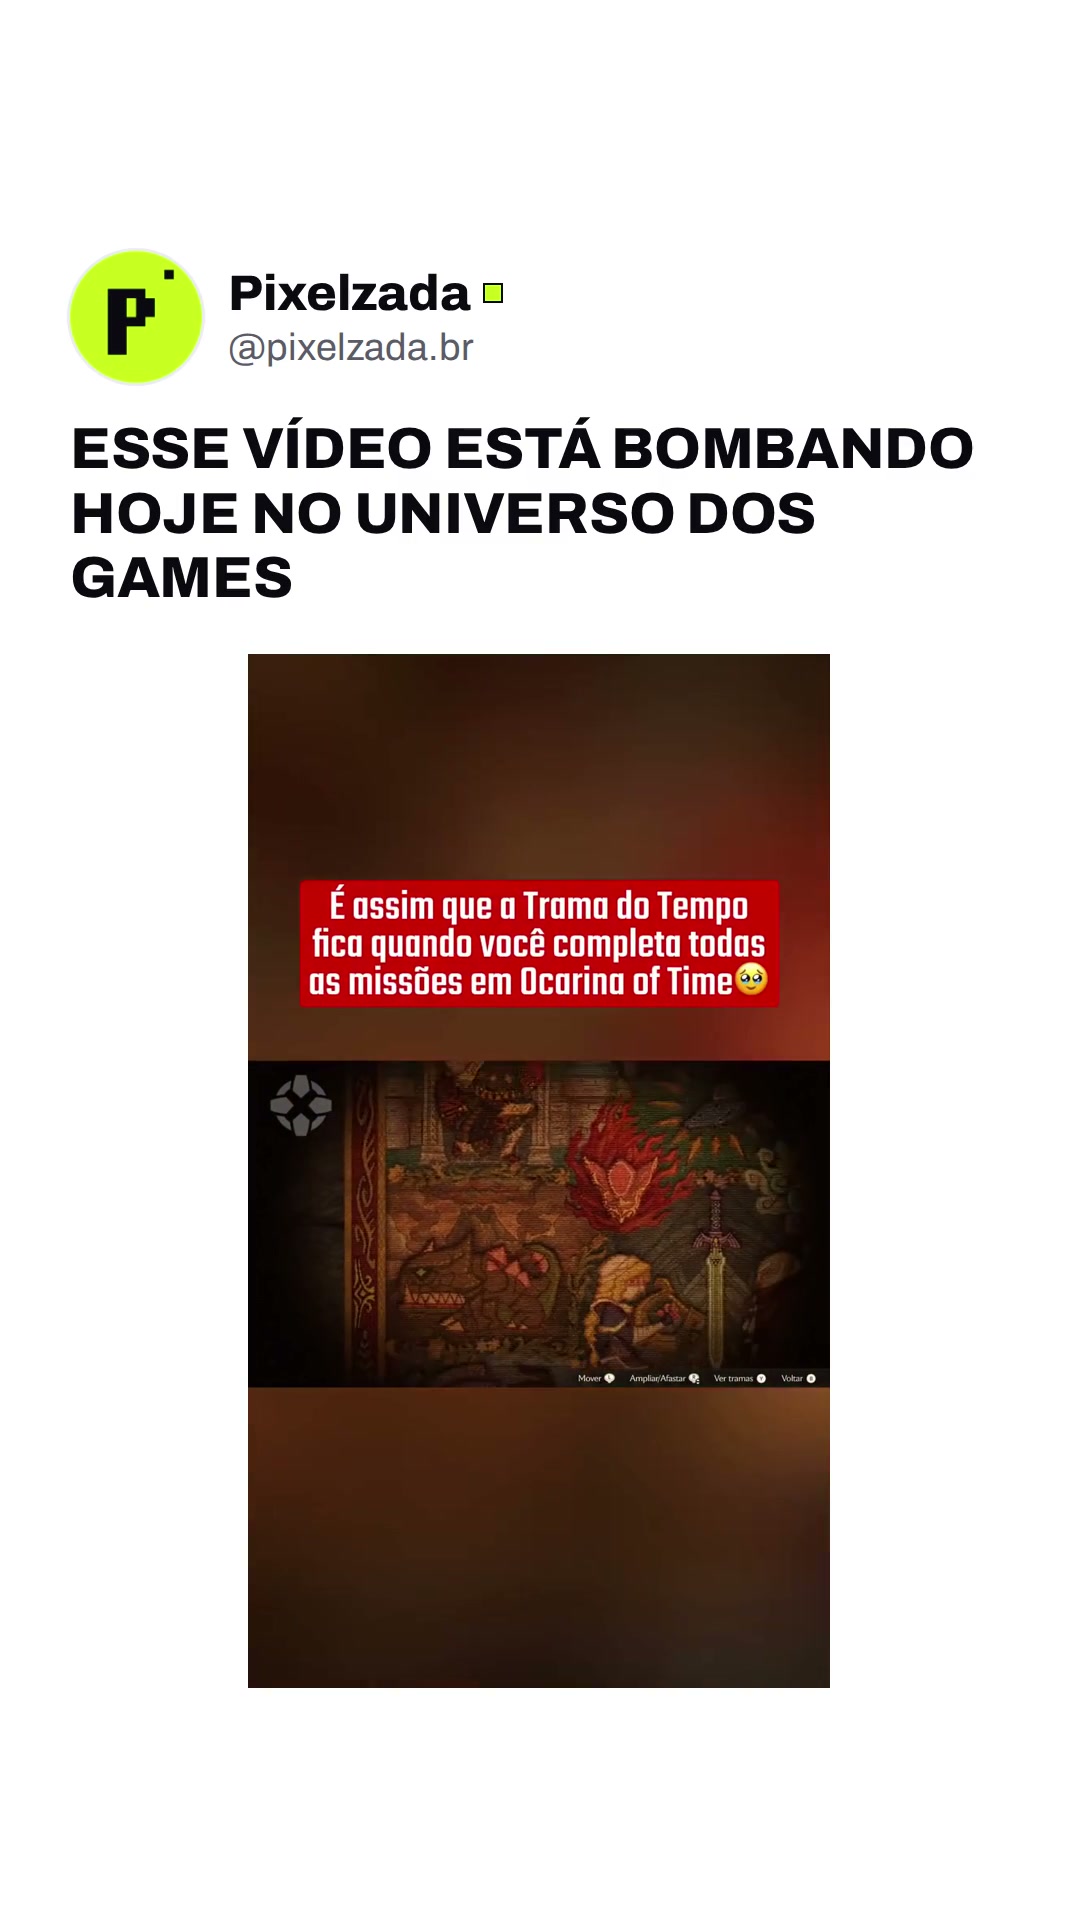 Pixelzada
@pixelzada.br
ESSE VÍDEO ESTÁ BOMBANDO
HOJE NO UNIVERSO DOS
GAMES
É assim que a Trama do Tempo
fica quando você completa todas
as missões em Ocarina of Time🥹
Mover
Ampliar/Afastar
Ver tramas
Voltar